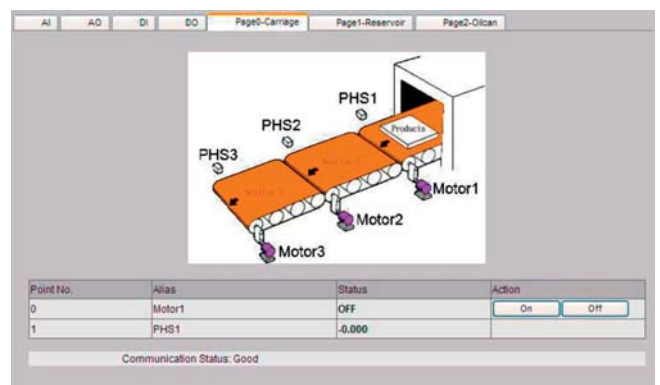 AI AO DI DO Page0-Carriage Page1-Reservoir Page2-Oilcan
PHS1
PHS2
Products
PHS3
Motor1
Motor2
Motor3
Point No. Alias Status Action
0 Motor1 OFF On Off
1 PHS1 -0.000
Communication Status: Good